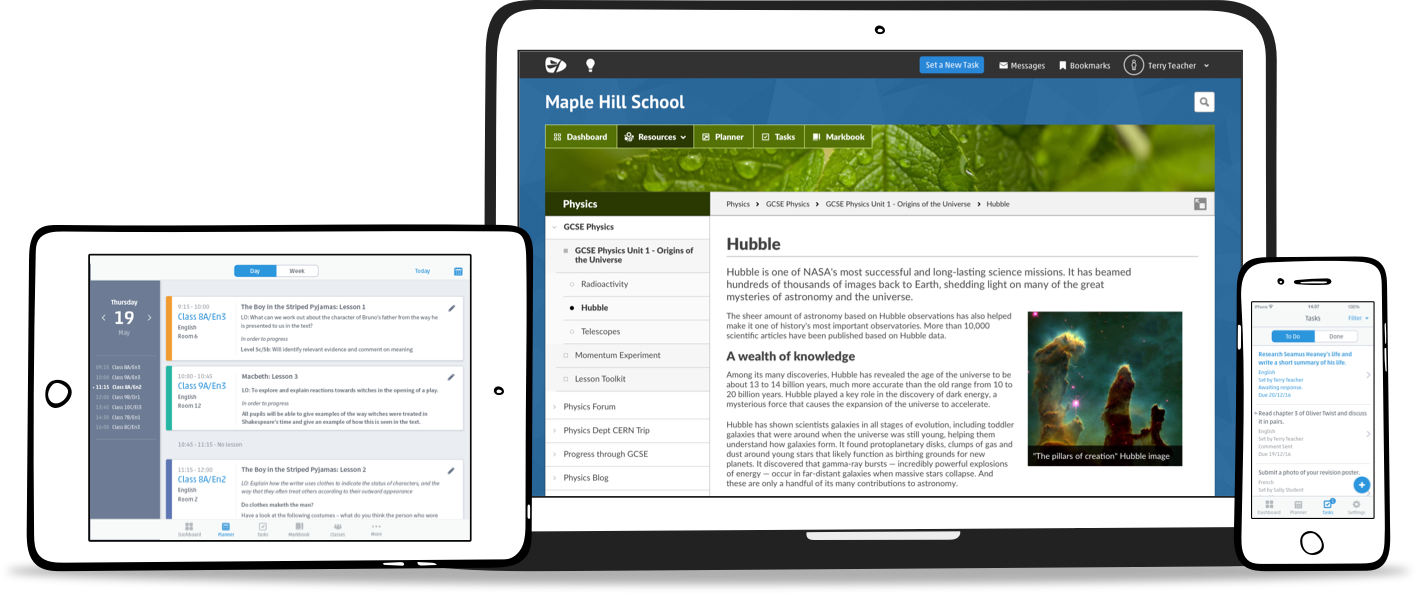 Set a New Task
Messages
Bookmarks
Terry Teacher
Maple Hill School
Dashboard
Resources
Planner
Tasks
Markbook
Physics
GCSE Physics
GCSE Physics Unit 1 - Origins of
the Universe
Radioactivity
Hubble
Telescopes
Momentum Experiment
Lesson Toolkit
Physics Forum
Physics Dept CERN Trip
Progress through GCSE
Physics Blog
Physics > GCSE Physics > GCSE Physics Unit 1 - Origins of the Universe > Hubble
Hubble
Hubble is one of NASA's most successful and long-lasting science missions. It has beamed
hundreds of thousands of images back to Earth, shedding light on many of the great
mysteries of astronomy and the universe.
The sheer amount of astronomy based on Hubble observations has also helped
make it one of history's most important observatories. More than 10,000
scientific articles have been published based on Hubble data.
A wealth of knowledge
Among its many discoveries, Hubble has revealed the age of the universe to be
about 13 to 14 billion years, much more accurate than the old range from 10 to
20 billion years. Hubble played a key role in the discovery of dark energy, a
mysterious force that causes the expansion of the universe to accelerate.
Hubble has shown scientists galaxies in all stages of evolution, including toddler
galaxies that were around when the universe was still young, helping them
understand how galaxies form. It found protoplanetary disks, clumps of gas and
dust around young stars that likely function as birthing grounds for new
planets. It discovered that gamma-ray bursts — incredibly powerful explosions
of energy — occur in far-distant galaxies when massive stars collapse. And
these are only a handful of its many contributions to astronomy.
"The pillars of creation" Hubble image
Day
Week
Today
Thursday
< 19 >
May
09:15 Class 8A/En3
10:00 Class 9A/En3
11:15 Class 8A/En2
12:00 Class 9B/Dr1
13:45 Class 10C/El3
14:30 Class 7B/En1
16:00 Class 8C/En3
9:15 - 10:00
Class 8A/En3
English
Room 6
The Boy in the Striped Pyjamas: Lesson 1
LO: What can we work out about the character of Bruno's father from the way he
is presented to us in the text?
In order to progress
Level 5c/5b: Will identify relevant evidence and comment on meaning
10:00 - 10:45
Class 9A/En3
English
Room 12
Macbeth: Lesson 3
LO: To explore and explain reactions towards witches in the opening of a play.
In order to progress
All pupils will be able to give examples of the way witches were treated in
Shakespeare's time and give an example of how this is seen in the text.
10:45 - 11:15 - No lesson
11:15 - 12:00
Class 8A/En2
English
Room 2
The Boy in the Striped Pyjamas: Lesson 2
LO: Explain how the writer uses clothes to indicate the status of characters, and the
way that they often treat others according to their outward appearance
Do clothes maketh the man?
Have a look at the following costumes - what do you think the person who wore
Dashboard
Planner
Tasks
Markbook
Classes
More
iPhone
14:07
100%
Tasks
Filter
To Do
Done
Research Seamus Heaney's life and
write a short summary of his life.
English
Set by Terry Teacher
Awaiting response.
Due 20/12/16
Read chapter 3 of Oliver Twist and discuss
it in pairs.
English
Set by Terry Teacher
Comment Sent
Due 19/12/16
Submit a photo of your revision poster.
French
Set by Sally Student
Dashboard
Planner
Tasks
Settings